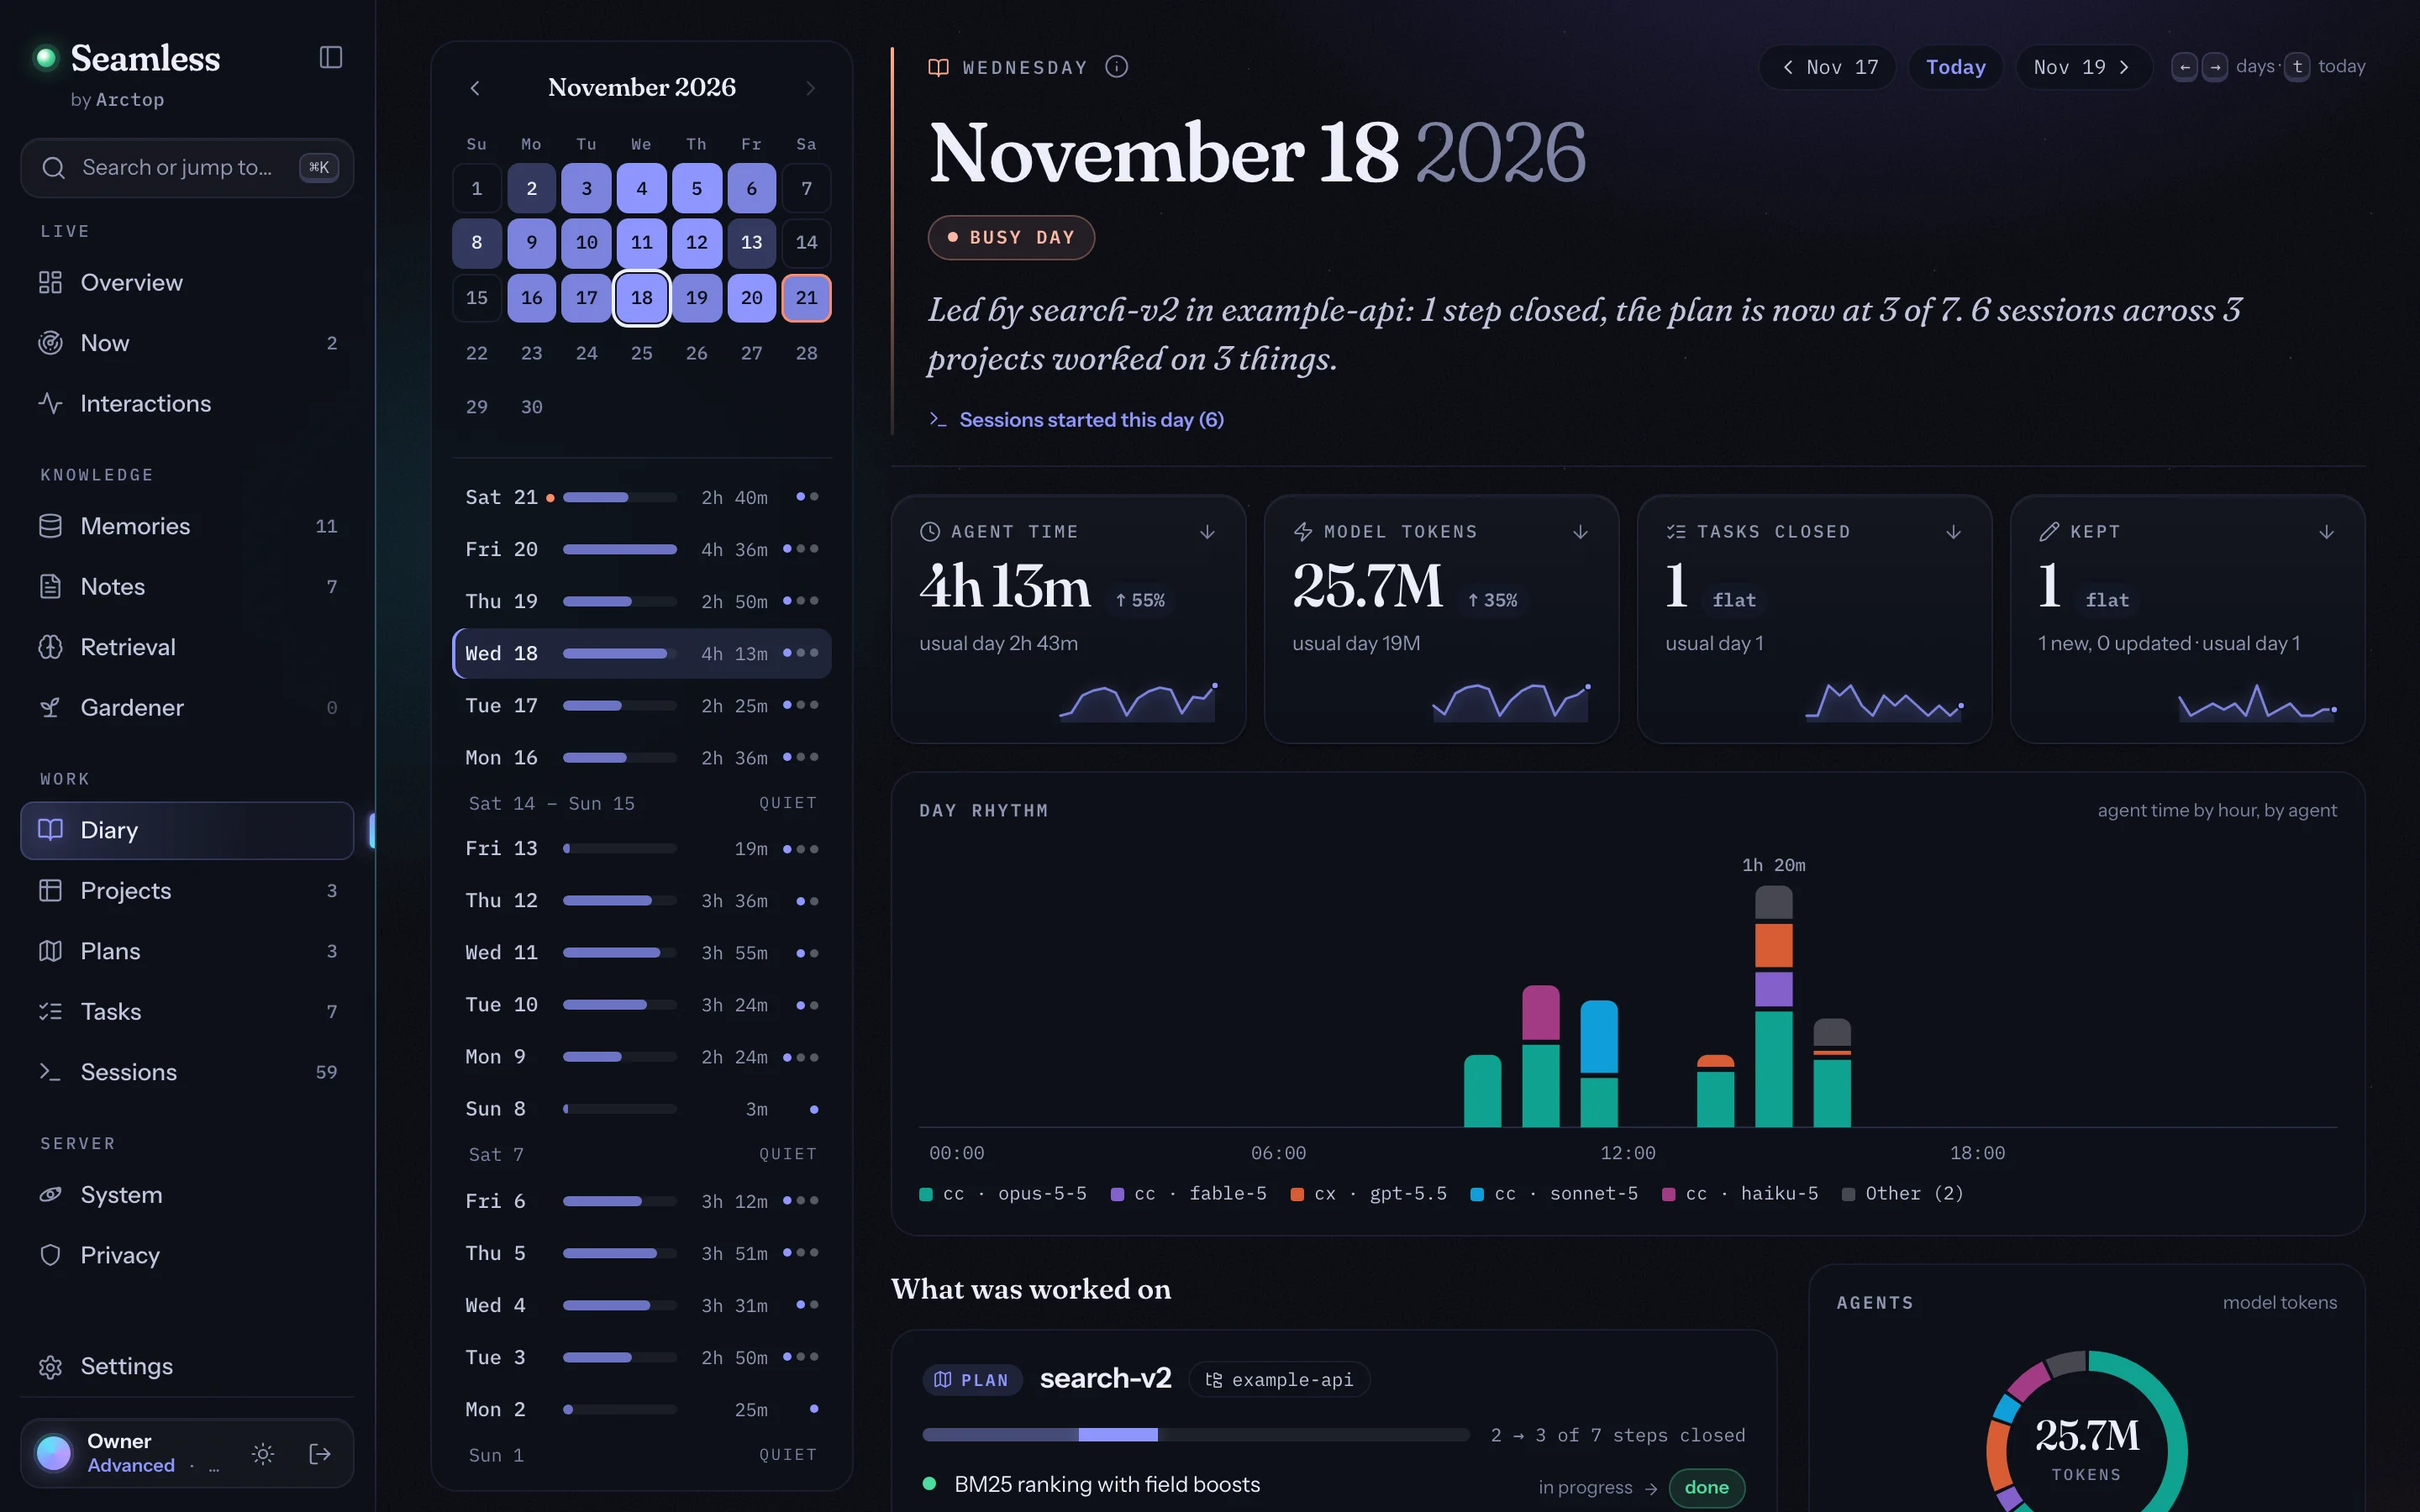 Seamless
by Arctop
Search or jump to... ⌘K
LIVE
Overview
Now 2
Interactions
KNOWLEDGE
Memories 11
Notes 7
Retrieval
Gardener 0
WORK
Diary
Projects 3
Plans 3
Tasks 7
Sessions 59
SERVER
System
Privacy
Settings
Owner
Advanced · …
November 2026
Su Mo Tu We Th Fr Sa
1 2 3 4 5 6 7
8 9 10 11 12 13 14
15 16 17 18 19 20 21
22 23 24 25 26 27 28
29 30
Sat 21 2h 40m
Fri 20 4h 36m
Thu 19 2h 50m
Wed 18 4h 13m
Tue 17 2h 25m
Mon 16 2h 36m
Sat 14 – Sun 15 QUIET
Fri 13 19m
Thu 12 3h 36m
Wed 11 3h 55m
Tue 10 3h 24m
Mon 9 2h 24m
Sun 8 3m
Sat 7 QUIET
Fri 6 3h 12m
Thu 5 3h 51m
Wed 4 3h 31m
Tue 3 2h 50m
Mon 2 25m
Sun 1 QUIET
WEDNESDAY
Nov 17 Today Nov 19 ← → days · t today
November 18 2026
BUSY DAY
Led by search-v2 in example-api: 1 step closed, the plan is now at 3 of 7. 6 sessions across 3
projects worked on 3 things.
Sessions started this day (6)
AGENT TIME ↓
4h 13m ↑ 55%
usual day 2h 43m
MODEL TOKENS ↓
25.7M ↑ 35%
usual day 19M
TASKS CLOSED ↓
1 flat
usual day 1
KEPT ↓
1 flat
1 new, 0 updated · usual day 1
DAY RHYTHM agent time by hour, by agent
1h 20m
00:00 06:00 12:00 18:00
cc · opus-5-5 cc · fable-5 cx · gpt-5.5 cc · sonnet-5 cc · haiku-5 Other (2)
What was worked on
PLAN search-v2 example-api
2 → 3 of 7 steps closed
BM25 ranking with field boosts in progress → done
AGENTS model tokens
25.7M
TOKENS